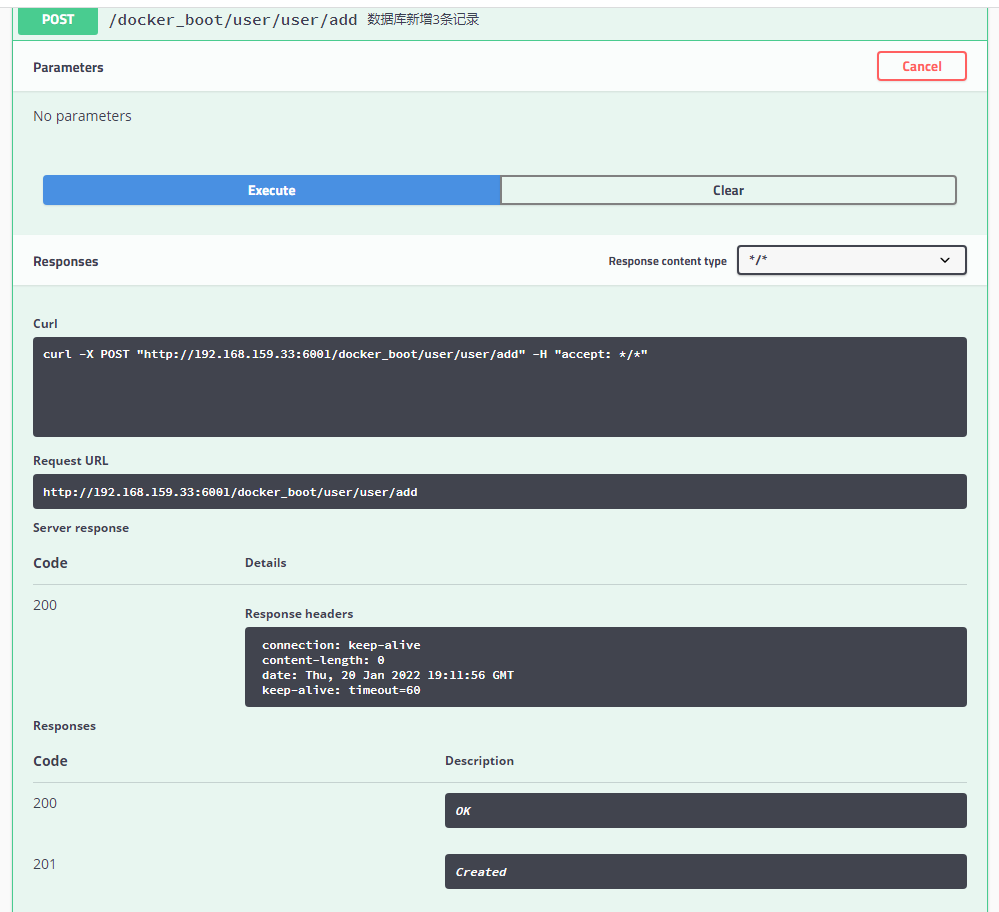 POST /docker_boot/user/user/add 数据库新增3条记录
Parameters Cancel
No parameters
Execute Clear
Responses Response content type */*
Curl
curl -X POST "http://192.168.159.33:6001/docker_boot/user/user/add" -H "accept: */*"
Request URL
http://192.168.159.33:6001/docker_boot/user/user/add
Server response
Code Details
200
Response headers
connection: keep-alive
content-length: 0
date: Thu, 20 Jan 2022 19:11:56 GMT
keep-alive: timeout=60
Responses
Code Description
200 OK
201 Created